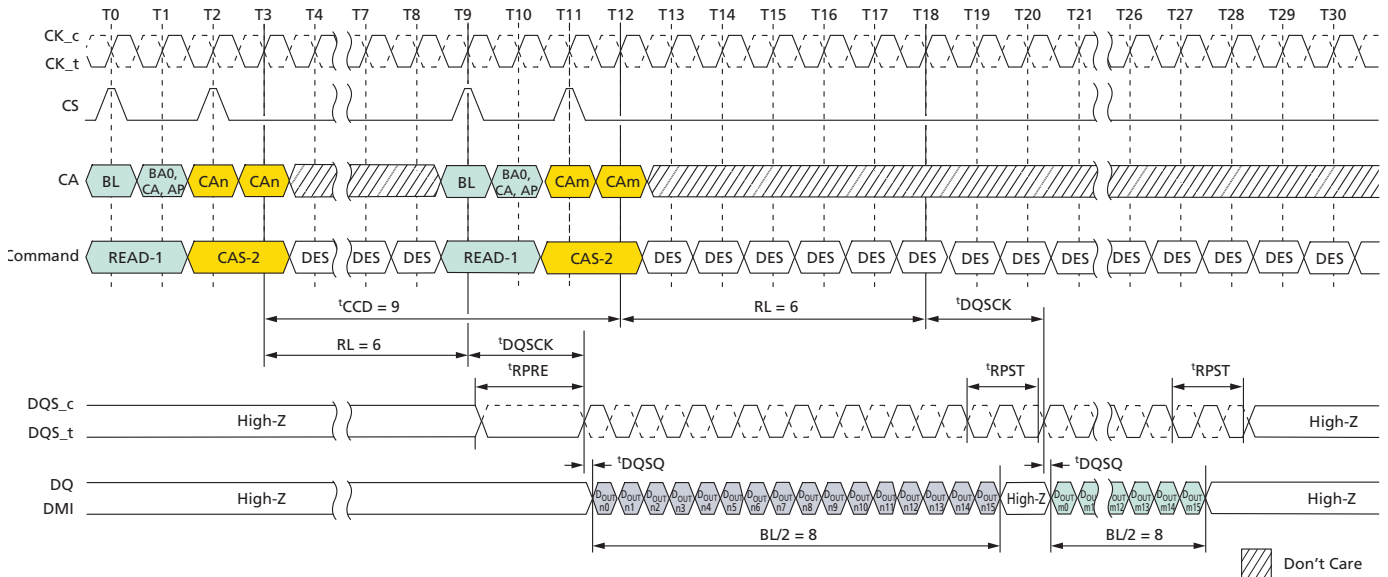 T0 T1 T2 T3 T4 T7 T8 T9 T10 T11 T12 T13 T14 T15 T16 T17 T18 T19 T20 T21 T26 T27 T28 T29 T30
CK_c
CK_t
CS
CA
BL
BA0,
CA, AP
CAn
CAn
BL
BA0,
CA, AP
CAm
CAm
Command
READ-1 CAS-2 DES DES DES READ-1 CAS-2 DES DES DES DES DES DES DES DES DES DES DES DES DES DES
tCCD = 9 RL = 6 tDQSCK
RL = 6 tDQSCK
tRPRE tRPST tRPST
DQS_c
DQS_t
High-Z High-Z
tDQSQ tDQSQ
DQ
DMI
High-Z
DOUT
n0
DOUT
n1
DOUT
n2
DOUT
n3
DOUT
n4
DOUT
n5
DOUT
n6
DOUT
n7
DOUT
n8
DOUT
n9
DOUT
n10
DOUT
n11
DOUT
n12
DOUT
n13
DOUT
n14
DOUT
n15
High-Z
DOUT
m0
DOUT
m1
DOUT
m12
DOUT
m13
DOUT
m14
DOUT
m15
High-Z
BL/2 = 8 BL/2 = 8
Don't Care